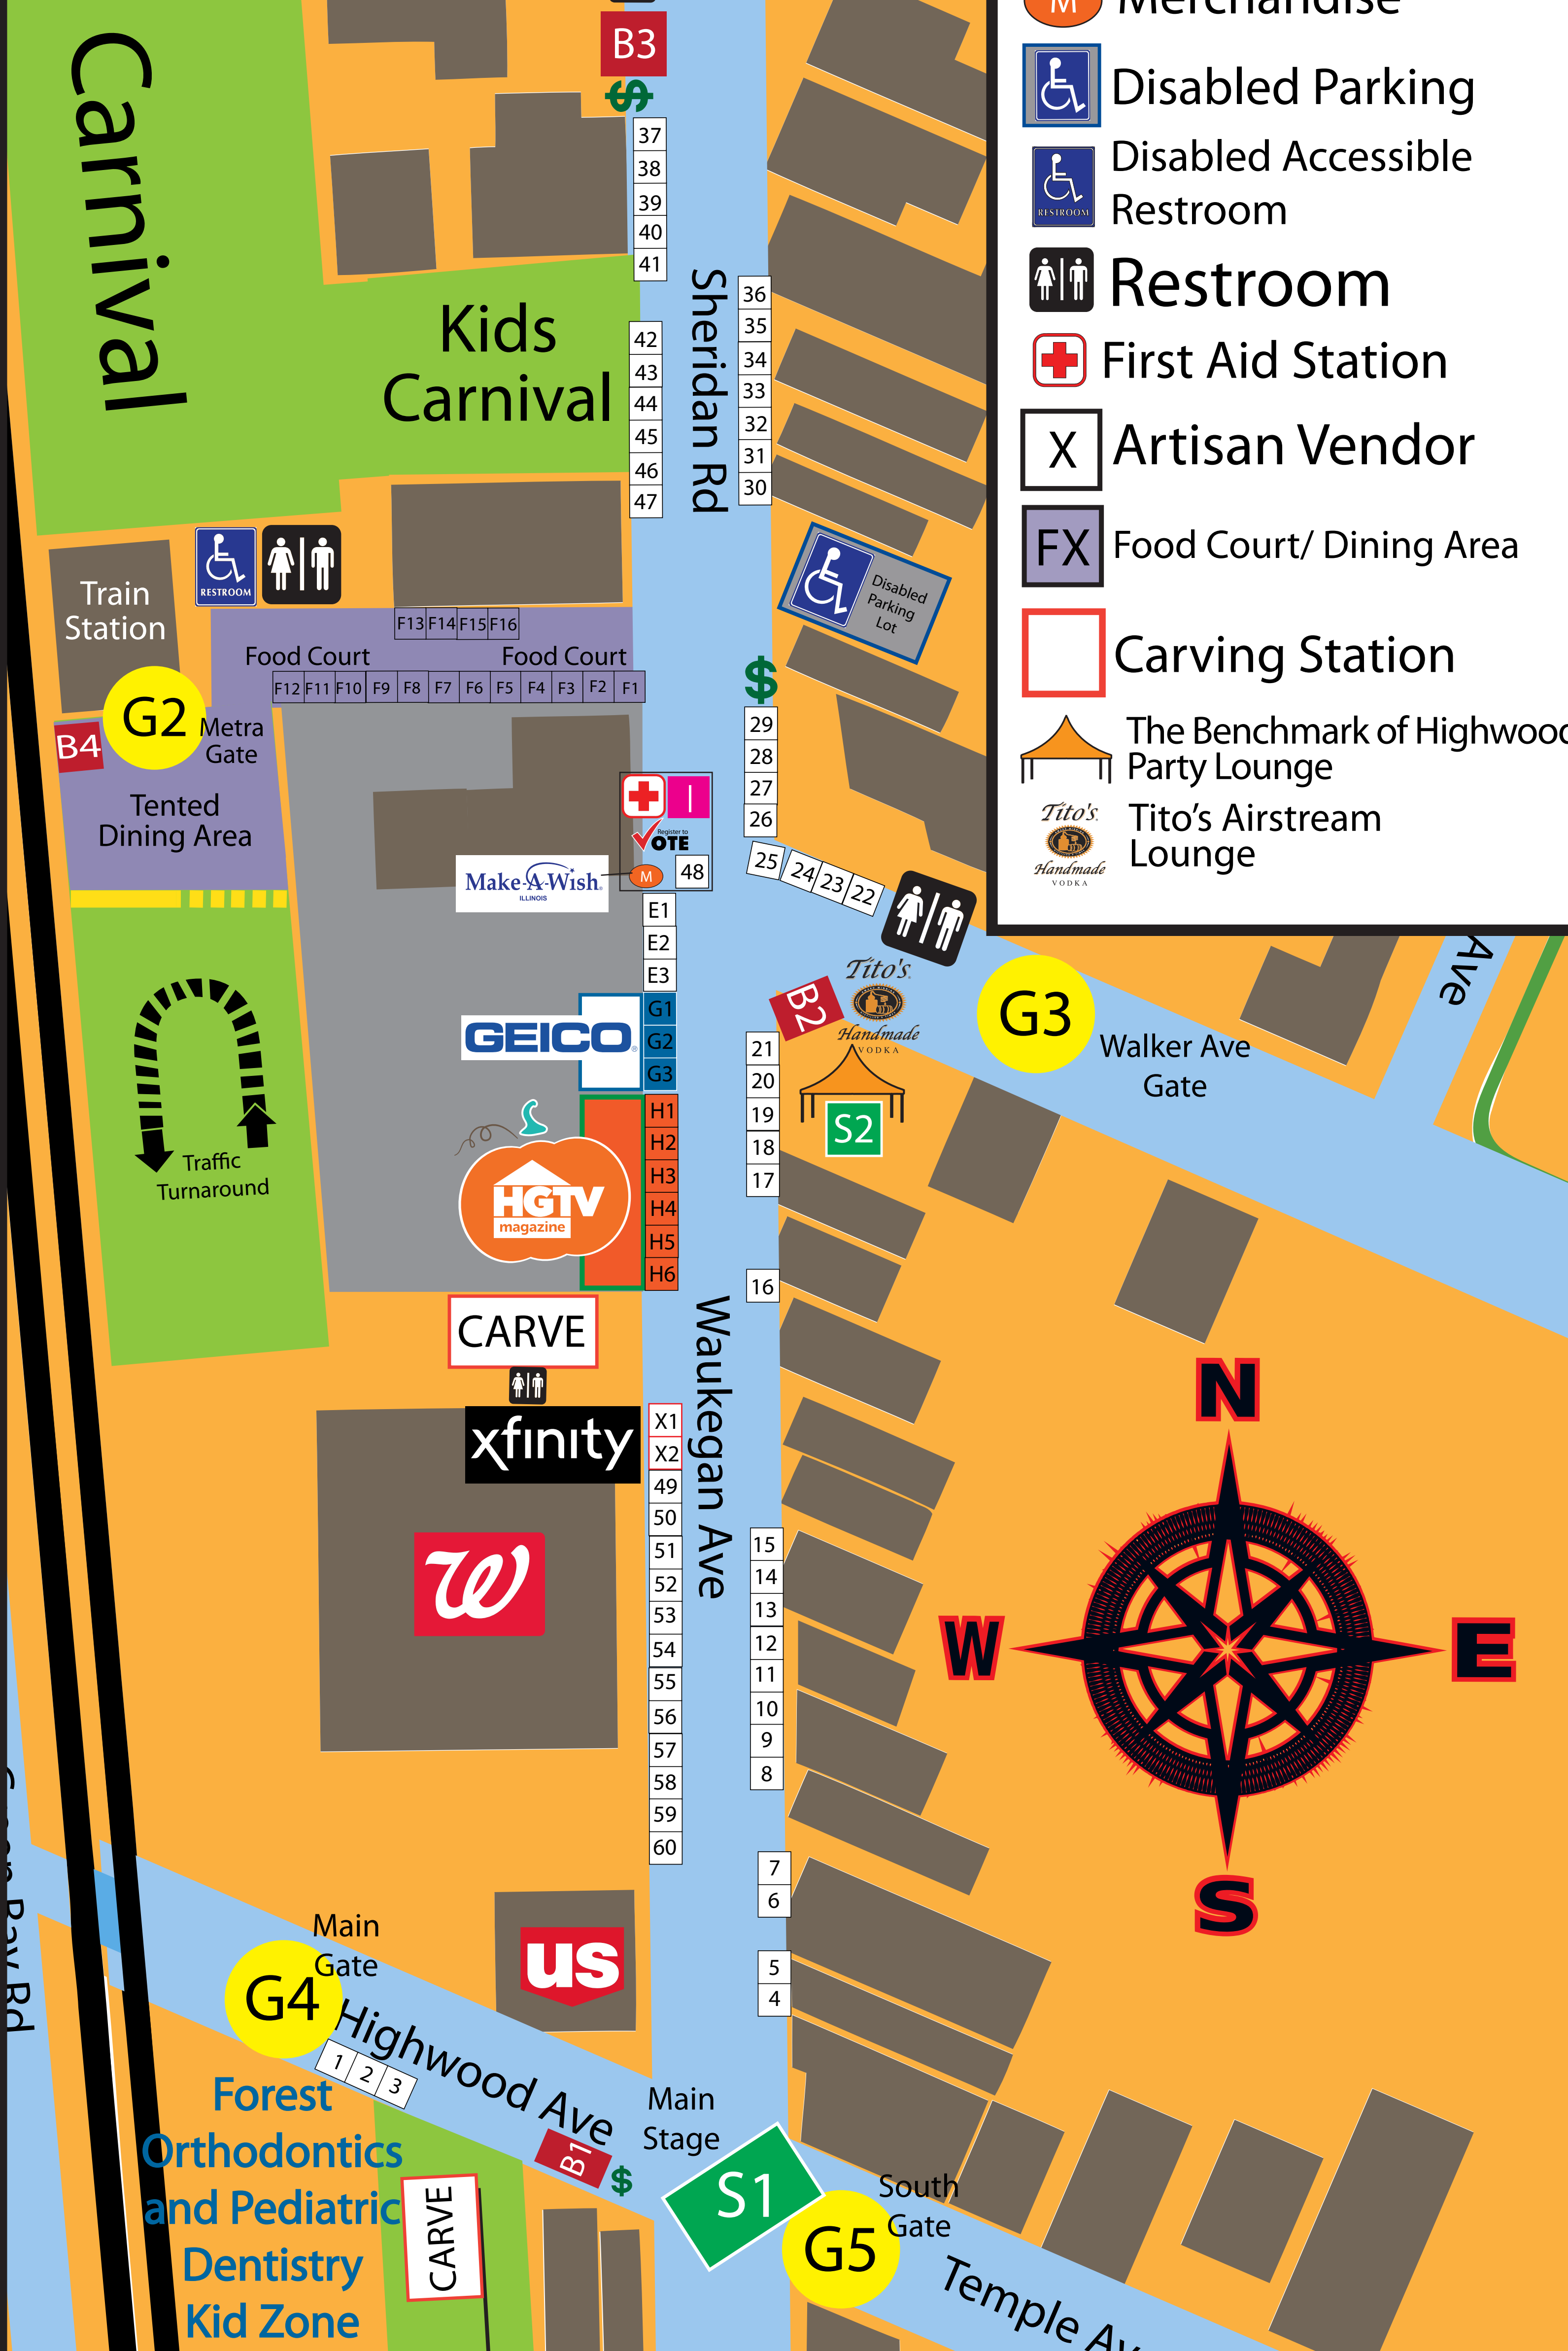 M Merchandise
Disabled Parking
Disabled Accessible
RESTROOM
Restroom
Restroom
First Aid Station
X Artisan Vendor
FX Food Court/ Dining Area
Carving Station
The Benchmark of Highwood
Party Lounge
Tito's
Handmade
VODKA
Tito's Airstream
Lounge
Carnival
B3
$
37
38
39
40
41
Kids
Carnival
42
43
44
45
46
47
Sheridan Rd
36
35
34
33
32
31
30
Disabled
Parking
Lot
Train
Station
RESTROOM
F13 F14 F15 F16
Food Court Food Court
F12 F11 F10 F9 F8 F7 F6 F5 F4 F3 F2 F1
G2
Metra
Gate
B4
Tented
Dining Area
$
29
28
27
26
25 24 23 22
I
Register to
VOTE
M 48
Make-A-Wish®
ILLINOIS
E1
E2
E3
GEICO®
G1
G2
G3
H1
H2
H3
H4
H5
H6
HGTV
magazine
B2
Tito's
Handmade
VODKA
S2
G3
Walker Ave
Gate
Ave
21
20
19
18
17
16
Traffic
Turnaround
CARVE
xfinity
X1
X2
49
50
51
52
53
54
55
56
57
58
59
60
W
Waukegan Ave
15
14
13
12
11
10
9
8
7
6
5
4
N
W E
S
us
Main
Gate
G4
Highwood Ave
1 2 3
B1
$
Main
Stage
S1
South
Gate
G5
Temple Av
Forest
Orthodontics
and Pediatric
Dentistry
Kid Zone
CARVE
Bay Rd